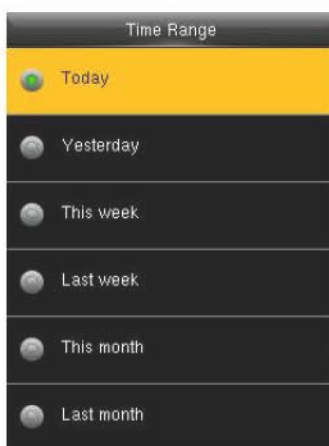 Time Range
Today
Yesterday
This week
Last week
This month
Last month